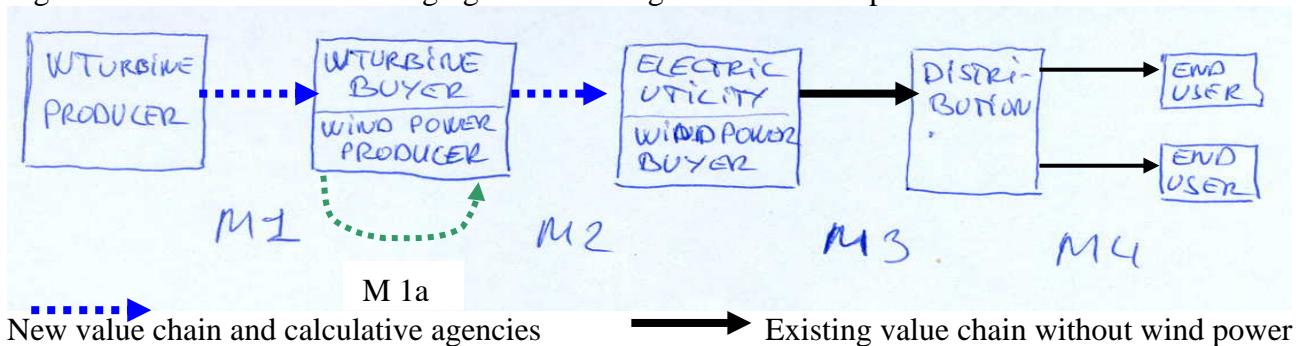 WTURBINE
PRODUCER
WTURBINE
BUYER
WIND POWER
PRODUCER
ELECTRIC
UTILITY
WIND POWER
BUYER
DISTRI-
BUTION
END
USER
END
USER
M1
M2
M3
M4
M 1a
New value chain and calculative agencies
Existing value chain without wind power